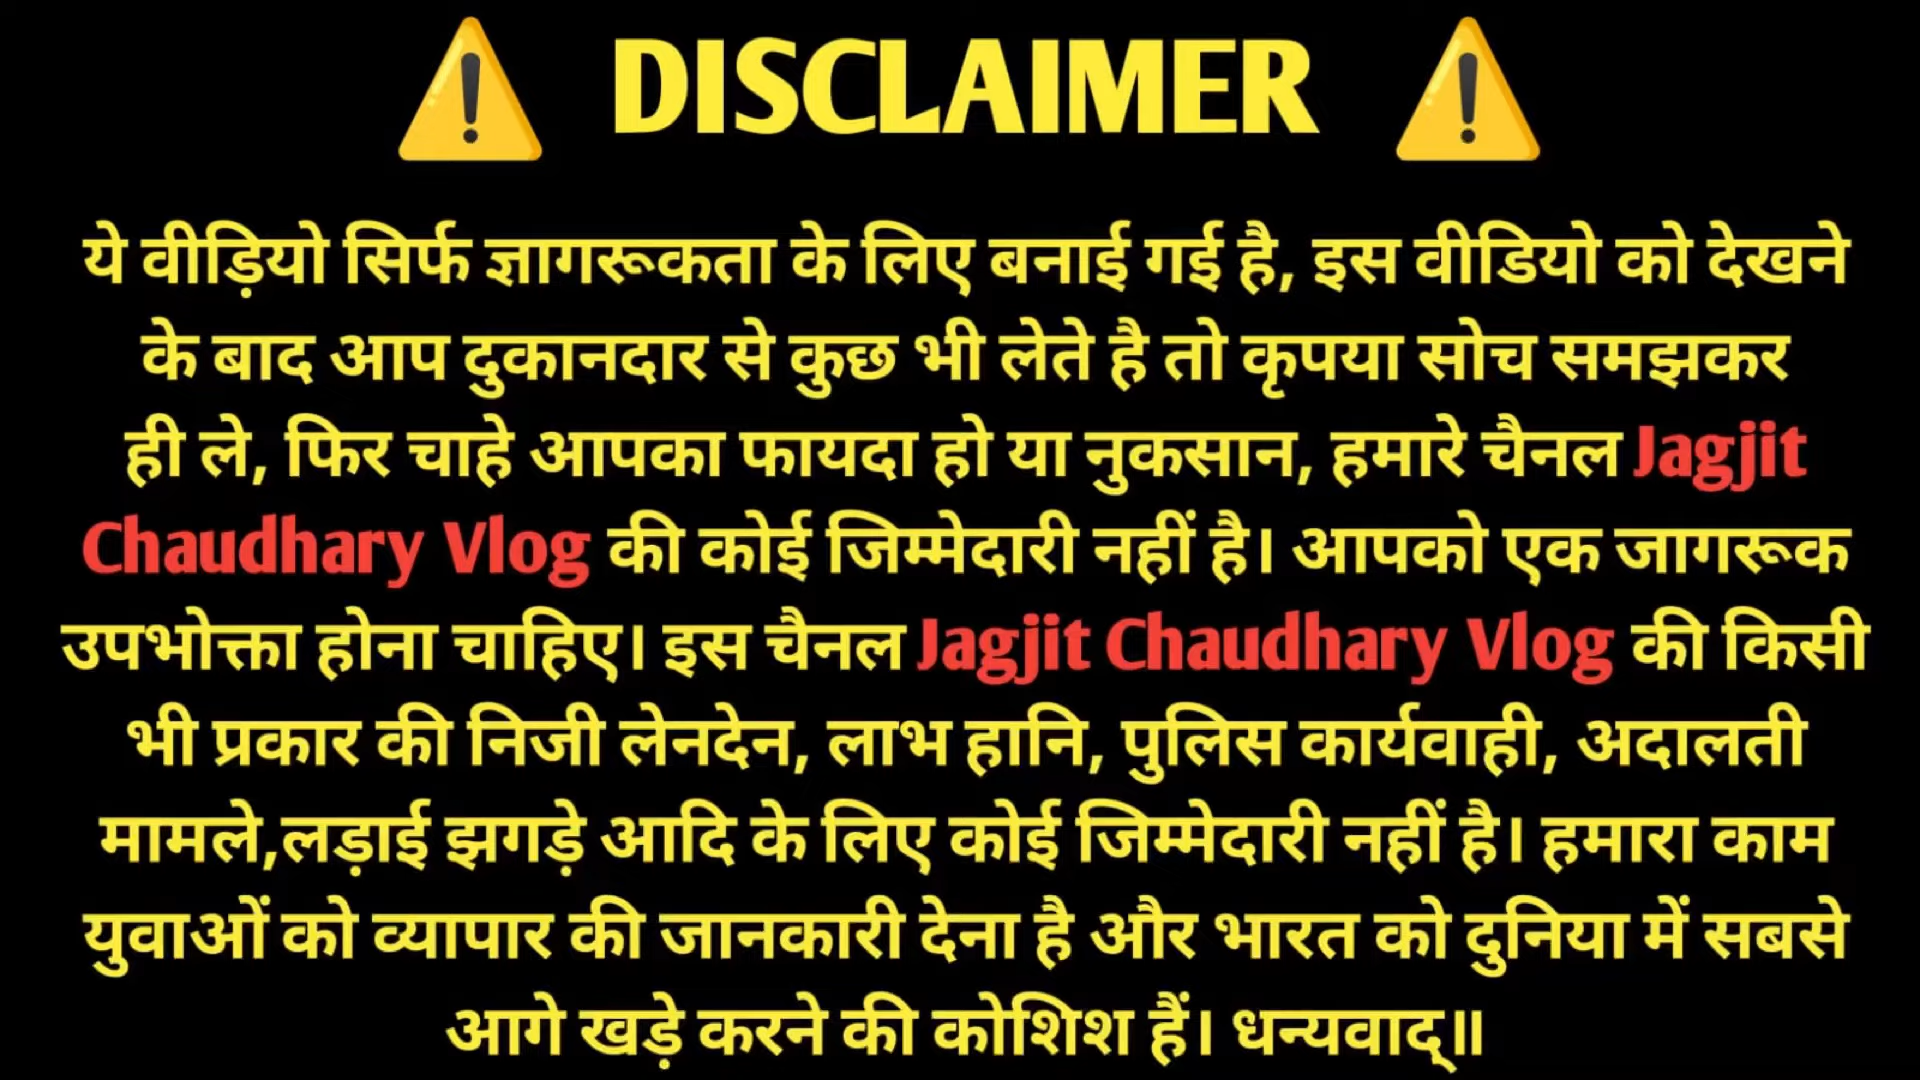 ⚠️ DISCLAIMER ⚠️
ये वीड़ियो सिर्फ ज्ञागरूकता के लिए बनाई गई है, इस वीडियो को देखने
के बाद आप दुकानदार से कुछ भी लेते है तो कृपया सोच समझकर
ही ले, फिर चाहे आपका फायदा हो या नुकसान, हमारे चैनल Jagjit
Chaudhary Vlog की कोई जिम्मेदारी नहीं है। आपको एक जागरूक
उपभोक्ता होना चाहिए। इस चैनल Jagjit Chaudhary Vlog की किसी
भी प्रकार की निजी लेनदेन, लाभ हानि, पुलिस कार्यवाही, अदालती
मामले,लड़ाई झगड़े आदि के लिए कोई जिम्मेदारी नहीं है। हमारा काम
युवाओं को व्यापार की जानकारी देना है और भारत को दुनिया में सबसे
आगे खड़े करने की कोशिश हैं। धन्यवाद्॥